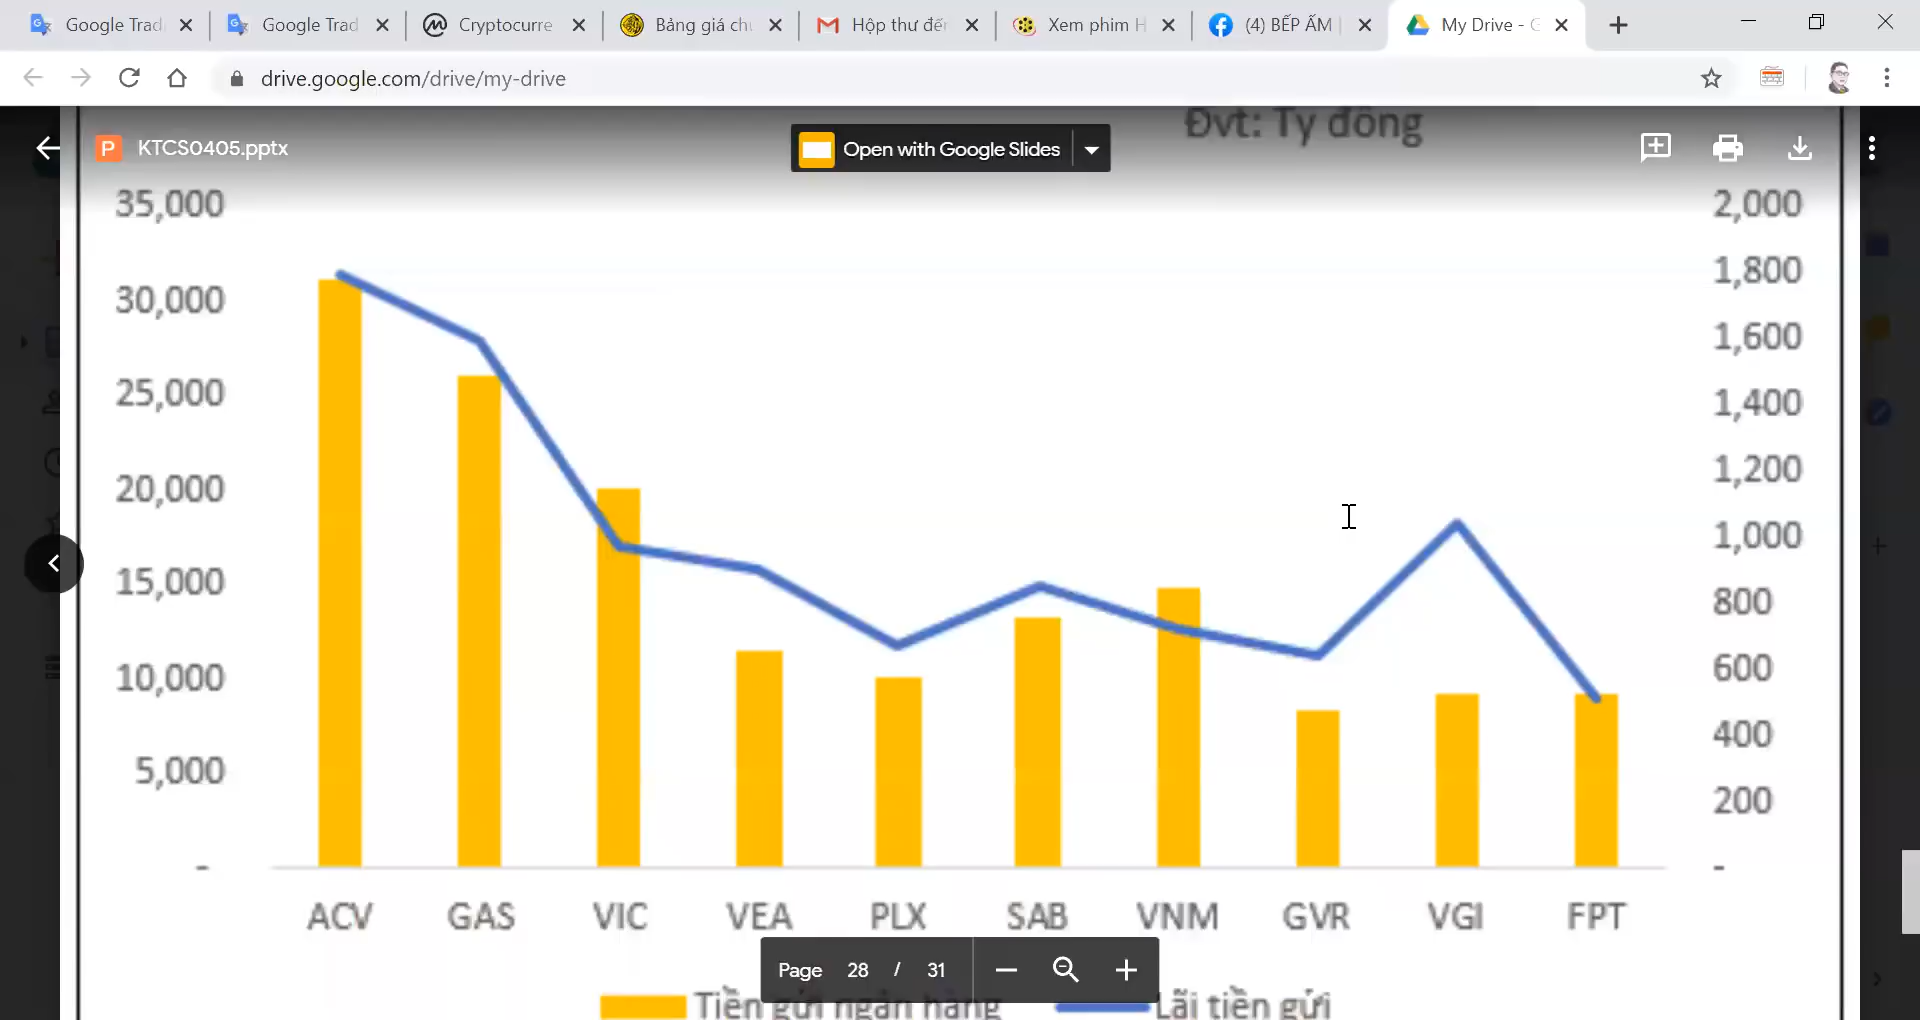 Google Trad
Google Trad
Cryptocurre
Bảng giá ch
Hộp thư đế
Xem phim H
(4) BẾP ẤM
My Drive - G
drive.google.com/drive/my-drive
Đvt: Tỷ đồng
P KTCS0405.pptx
Open with Google Slides
35,000 2,000
1,800
30,000
1,600
25,000 1,400
20,000 1,200
1,000
15,000 800
10,000 600
5,000 400
200
- -
ACV GAS VIC VEA PLX SAB VNM GVR VGI FPT
Page 28 / 31
Tiền gửi ngân hàng Lãi tiền gửi